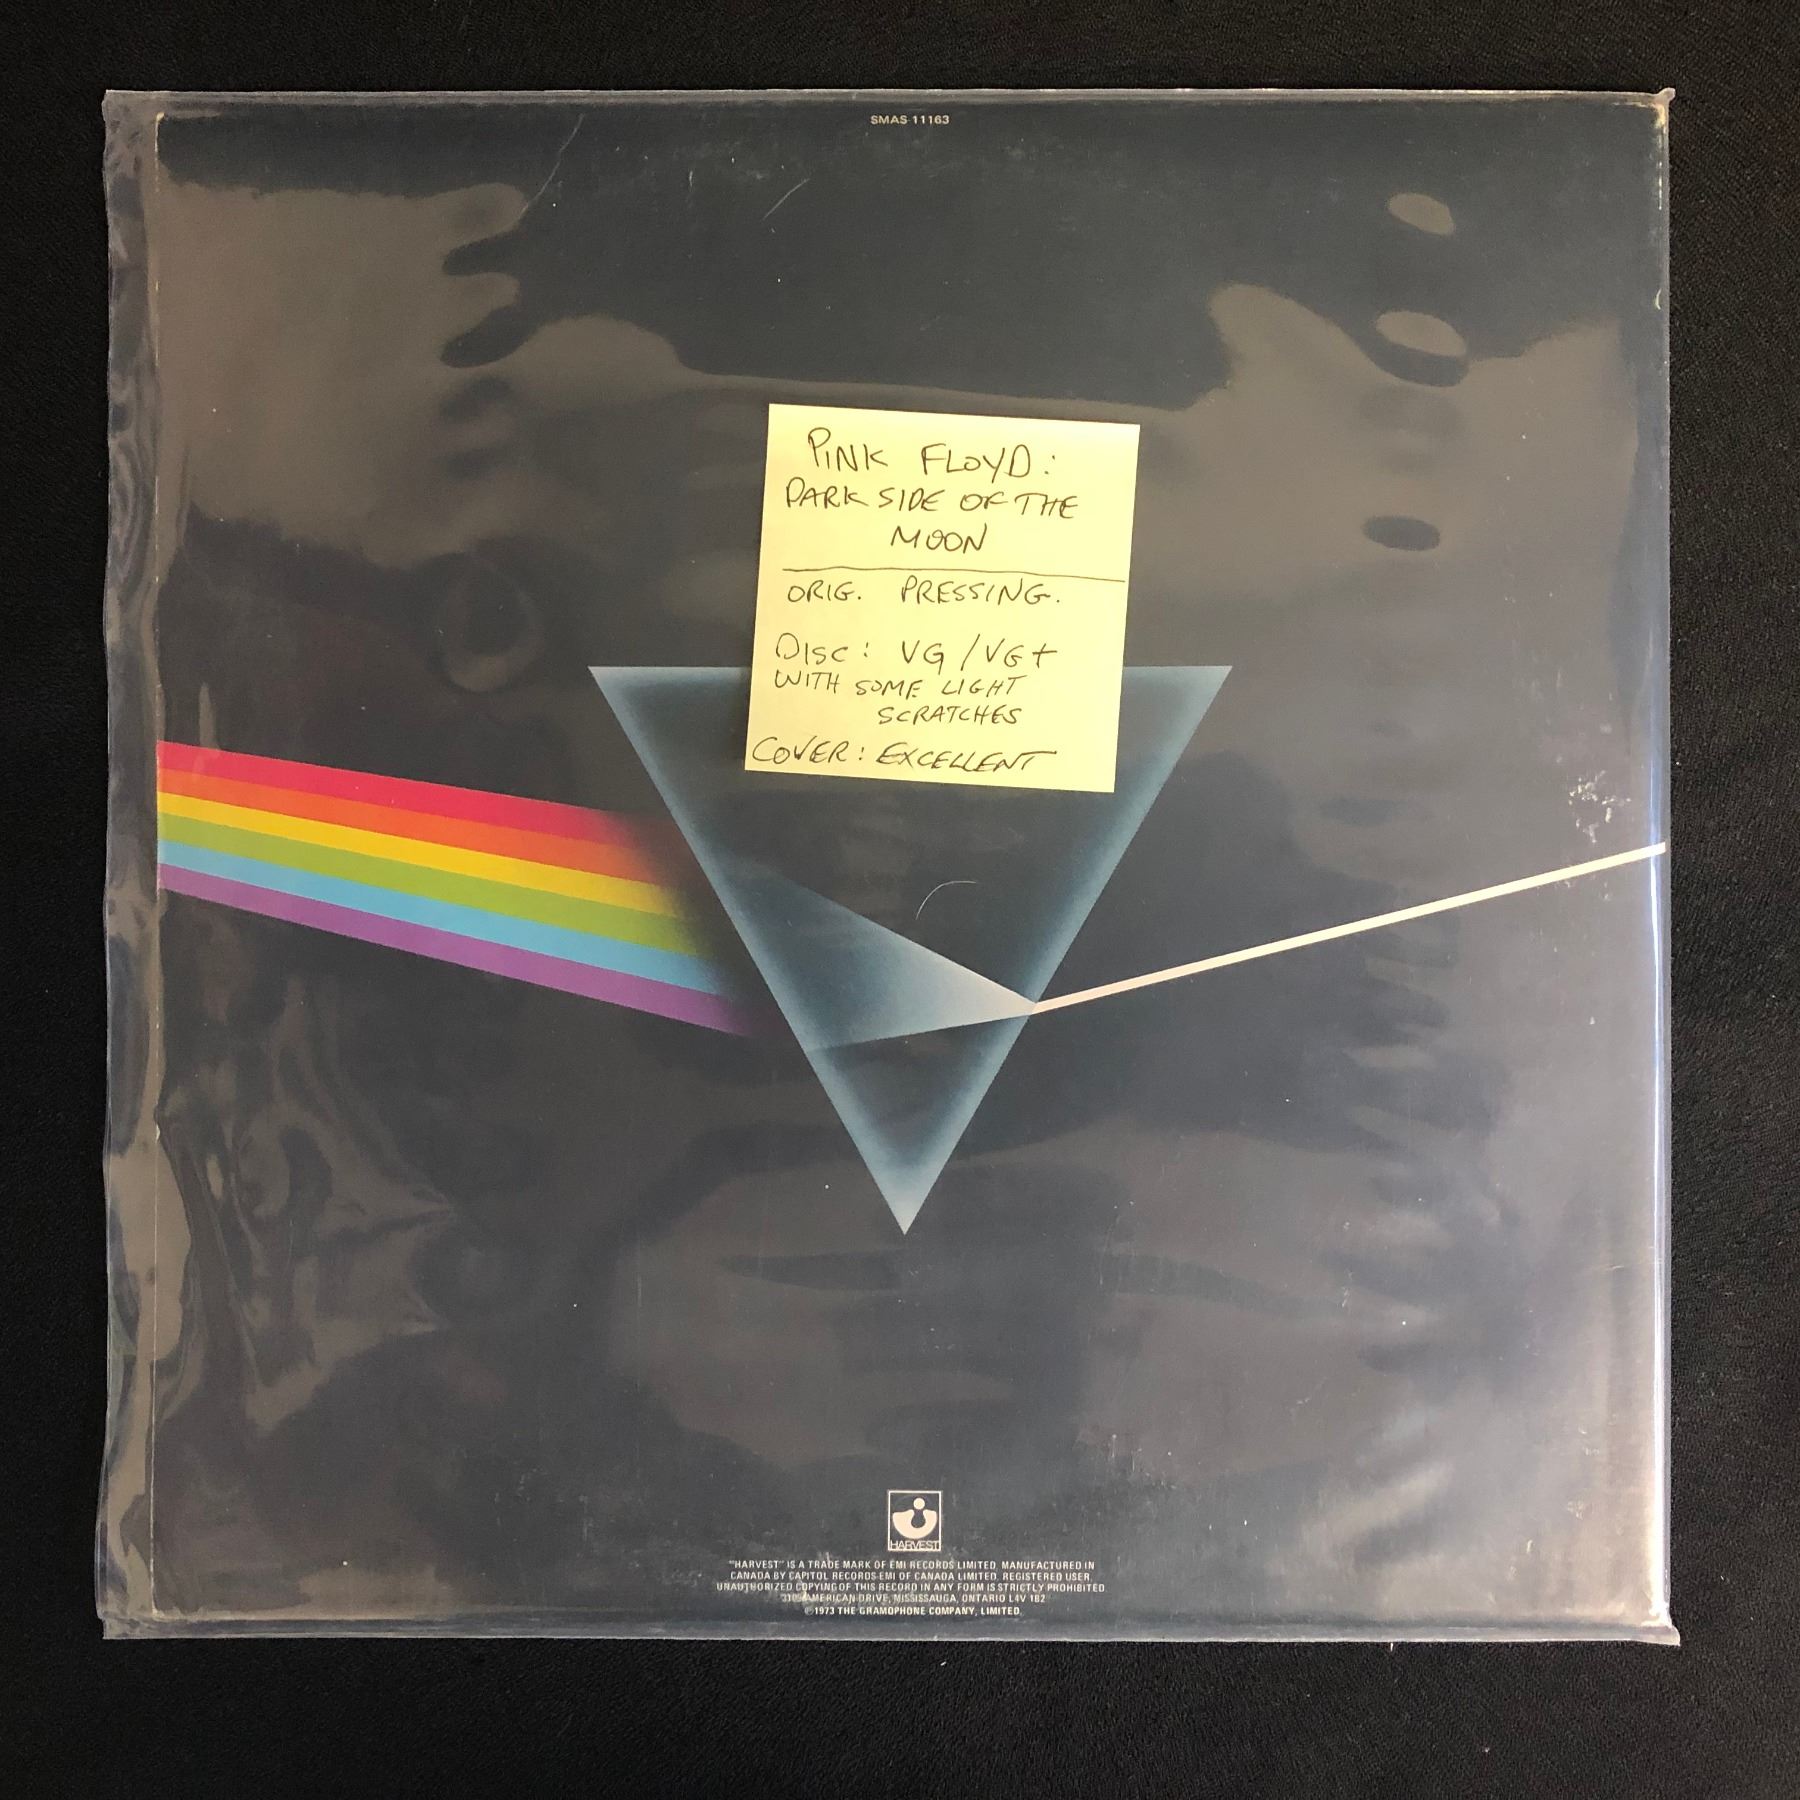 SMAS-11163
PINK FLOYD:
DARK SIDE OF THE
MOON
ORIG. PRESSING.
DISC: VG/VG+
WITH SOME LIGHT
SCRATCHES
COVER: EXCELLENT
HARVEST
"HARVEST" IS A TRADE MARK OF EMI RECORDS LIMITED. MANUFACTURED IN
CANADA BY CAPITOL RECORDS-EMI OF CANADA LIMITED. REGISTERED USER.
UNAUTHORIZED COPYING OF THIS RECORD IN ANY FORM IS STRICTLY PROHIBITED.
AMERICAN DRIVE, MISSISSAUGA, ONTARIO L4V 1B2
℗1973 THE GRAMOPHONE COMPANY, LIMITED.